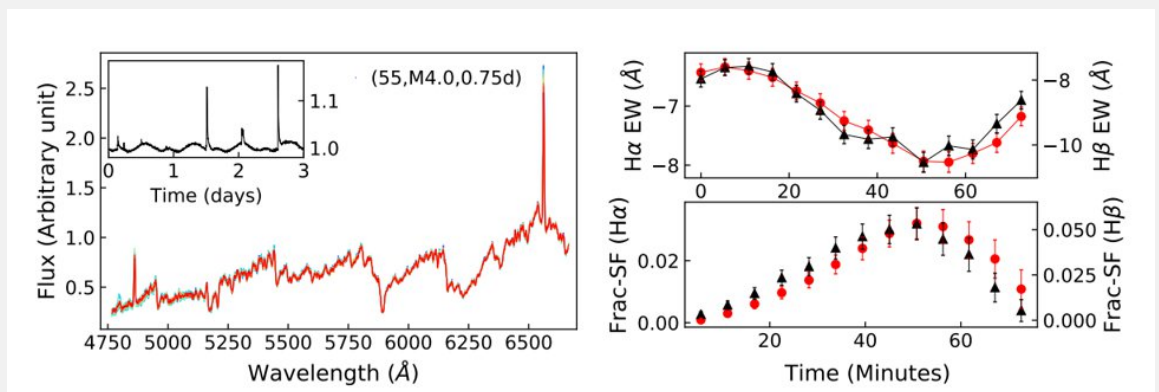 (55,M4.0,0.75d)
2.5
2.0
1.5
1.0
0.5
Flux (Arbitrary unit)
1.1
1.0
0 1 2 3
Time (days)
4750 5000 5250 5500 5750 6000 6250 6500
Wavelength (Å)
Hα EW (Å)
−7
−8
−8
−10
Hβ EW (Å)
0 20 40 60
Frac-SF (Hα)
0.02
0.00
0.050
0.025
0.000
Frac-SF (Hβ)
20 40 60
Time (Minutes)